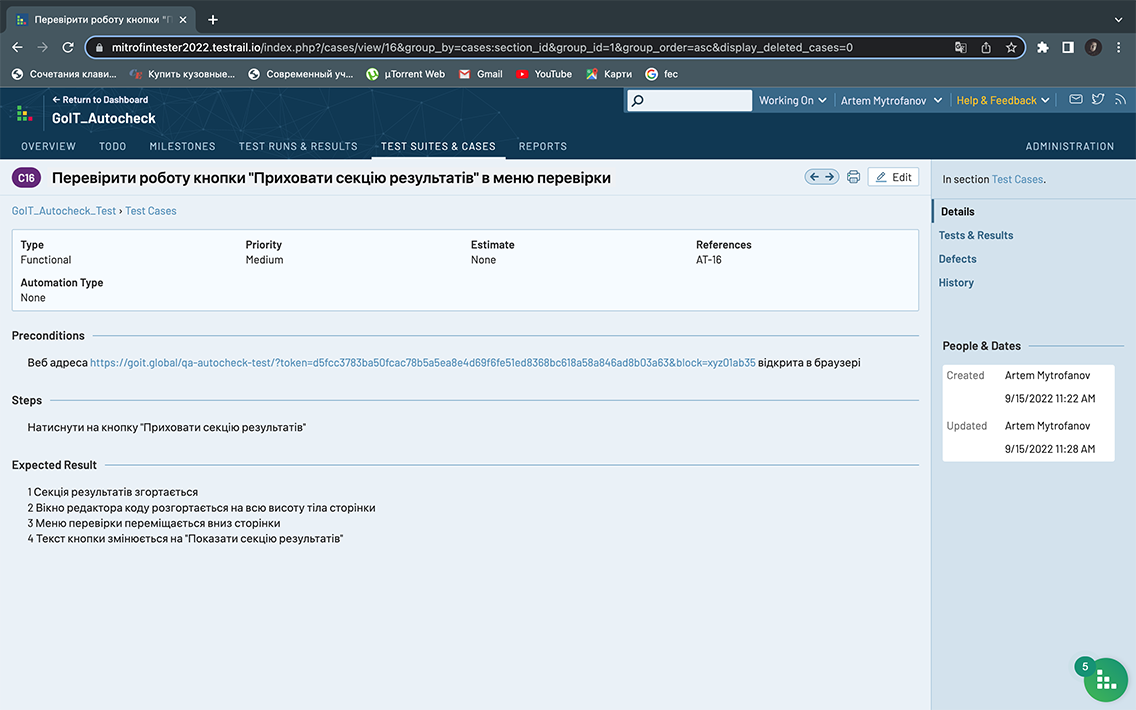 Перевірити роботу кнопки "П
mitrofintester2022.testrail.io/index.php?/cases/view/16&group_by=cases:section_id&group_id=1&group_order=asc&display_deleted_cases=0
Сочетания клави... Купить кузовные... Современный уч... µTorrent Web Gmail YouTube Карти fec
← Return to Dashboard
GoIT_Autocheck
Working On Artem Mytrofanov Help & Feedback
OVERVIEW TODO MILESTONES TEST RUNS & RESULTS TEST SUITES & CASES REPORTS ADMINISTRATION
C16 Перевірити роботу кнопки "Приховати секцію результатів" в меню перевірки Edit
GoIT_Autocheck_Test › Test Cases
Type Priority Estimate References
Functional Medium None AT-16
Automation Type
None
Preconditions
Веб адреса https://goit.global/qa-autocheck-test/?token=d5fcc3783ba50fcac78b5a5ea8e4d69f6fe51ed8368bc618a58a846ad8b03a63&block=xyz01ab35 відкрита в браузері
Steps
Натиснути на кнопку "Приховати секцію результатів"
Expected Result
1 Секція результатів згортається
2 Вікно редактора коду розгортається на всю висоту тіла сторінки
3 Меню перевірки переміщається вниз сторінки
4 Текст кнопки змінюється на "Показати секцію результатів"
In section Test Cases.
Details
Tests & Results
Defects
History
People & Dates
Created Artem Mytrofanov
9/15/2022 11:22 AM
Updated Artem Mytrofanov
9/15/2022 11:28 AM
5